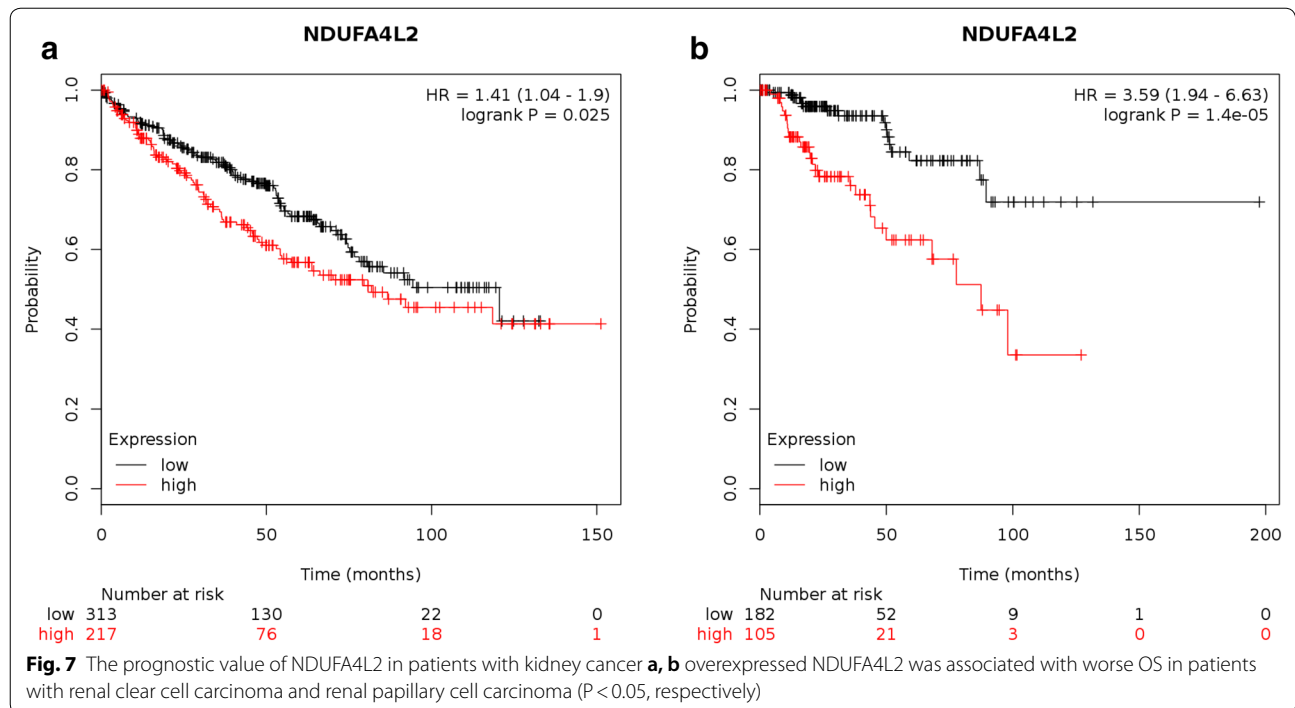 a
NDUFA4L2
HR = 1.41 (1.04 - 1.9)
logrank P = 0.025
Probability
1.0
0.8
0.6
0.4
0.2
0.0
Expression
low
high
0 50 100 150
Time (months)
Number at risk
low 313 130 22 0
high 217 76 18 1
b
NDUFA4L2
HR = 3.59 (1.94 - 6.63)
logrank P = 1.4e-05
Probability
1.0
0.8
0.6
0.4
0.2
0.0
Expression
low
high
0 50 100 150 200
Time (months)
Number at risk
low 182 52 9 1 0
high 105 21 3 0 0
Fig. 7 The prognostic value of NDUFA4L2 in patients with kidney cancer a, b overexpressed NDUFA4L2 was associated with worse OS in patients
with renal clear cell carcinoma and renal papillary cell carcinoma (P < 0.05, respectively)